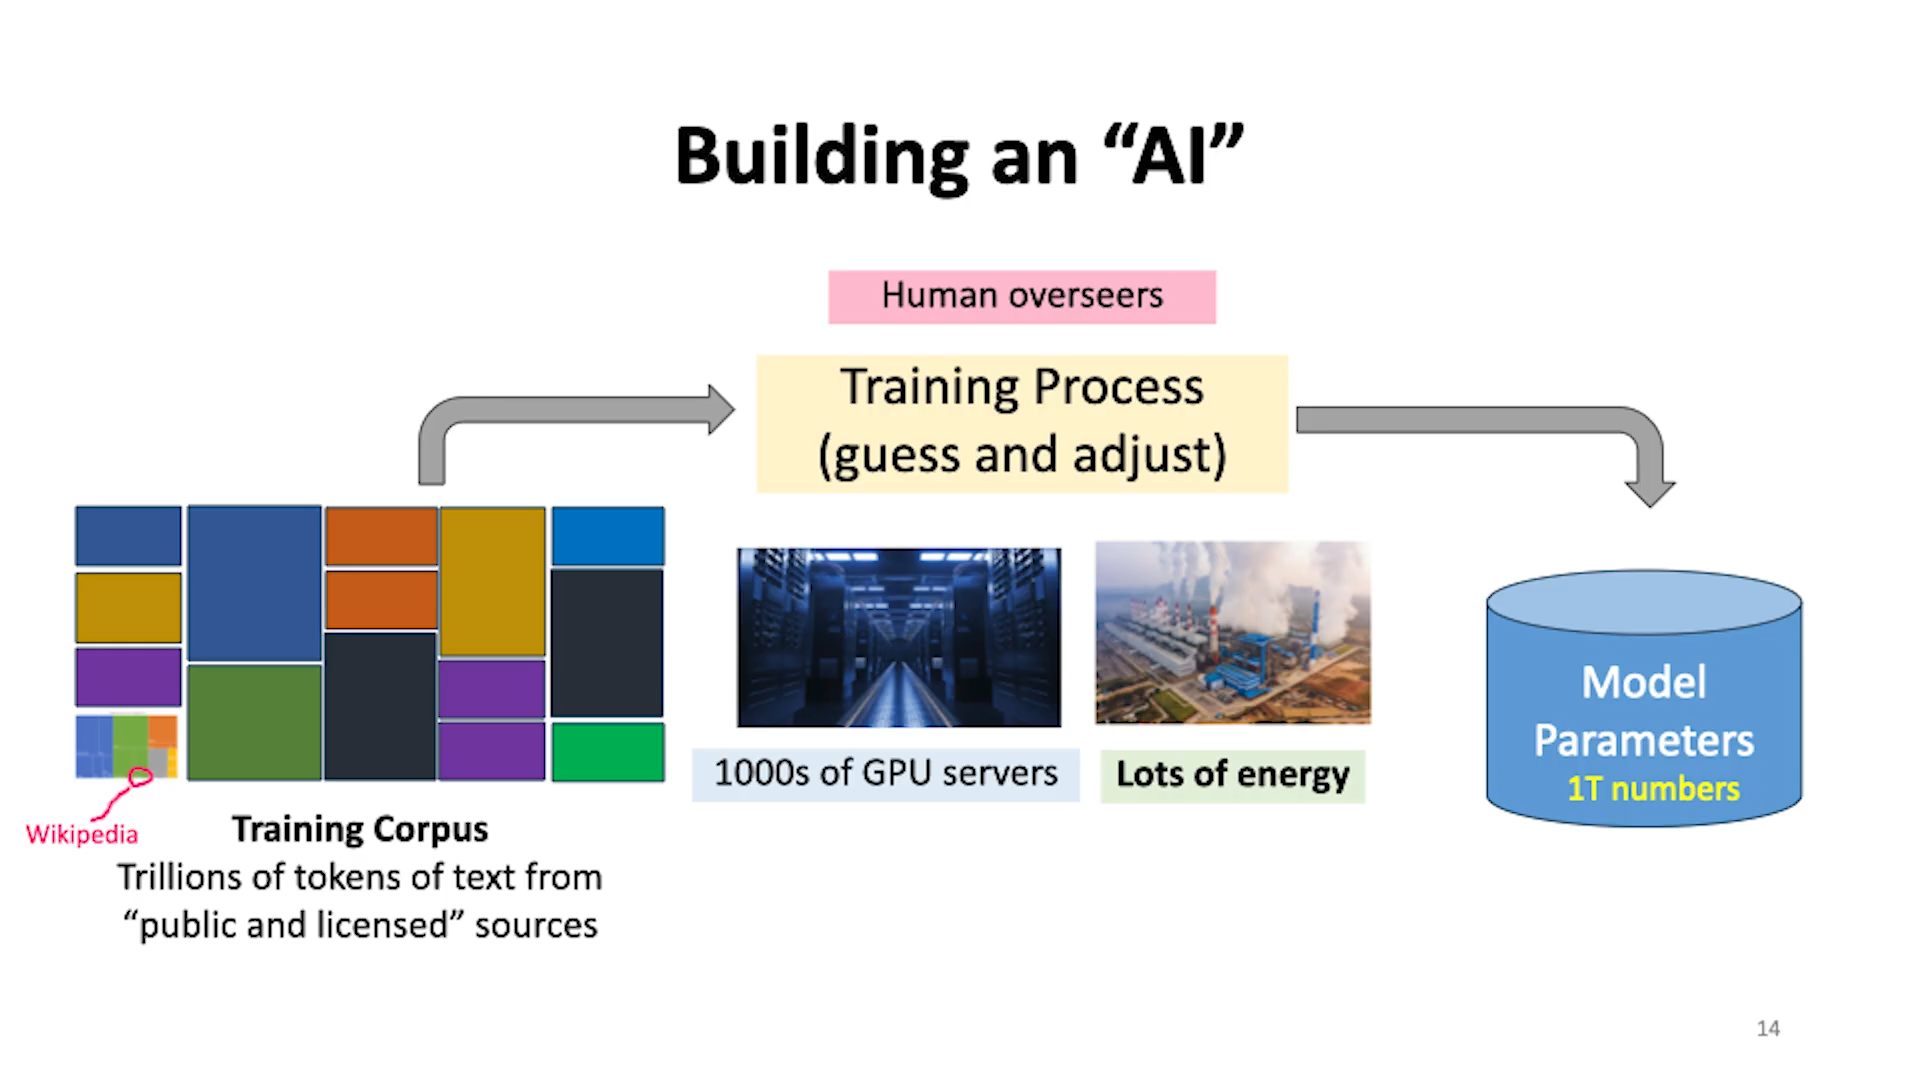 Building an “AI”
Human overseers
Training Process
(guess and adjust)
1000s of GPU servers
Lots of energy
Model
Parameters
1T numbers
Wikipedia
Training Corpus
Trillions of tokens of text from
“public and licensed” sources
14